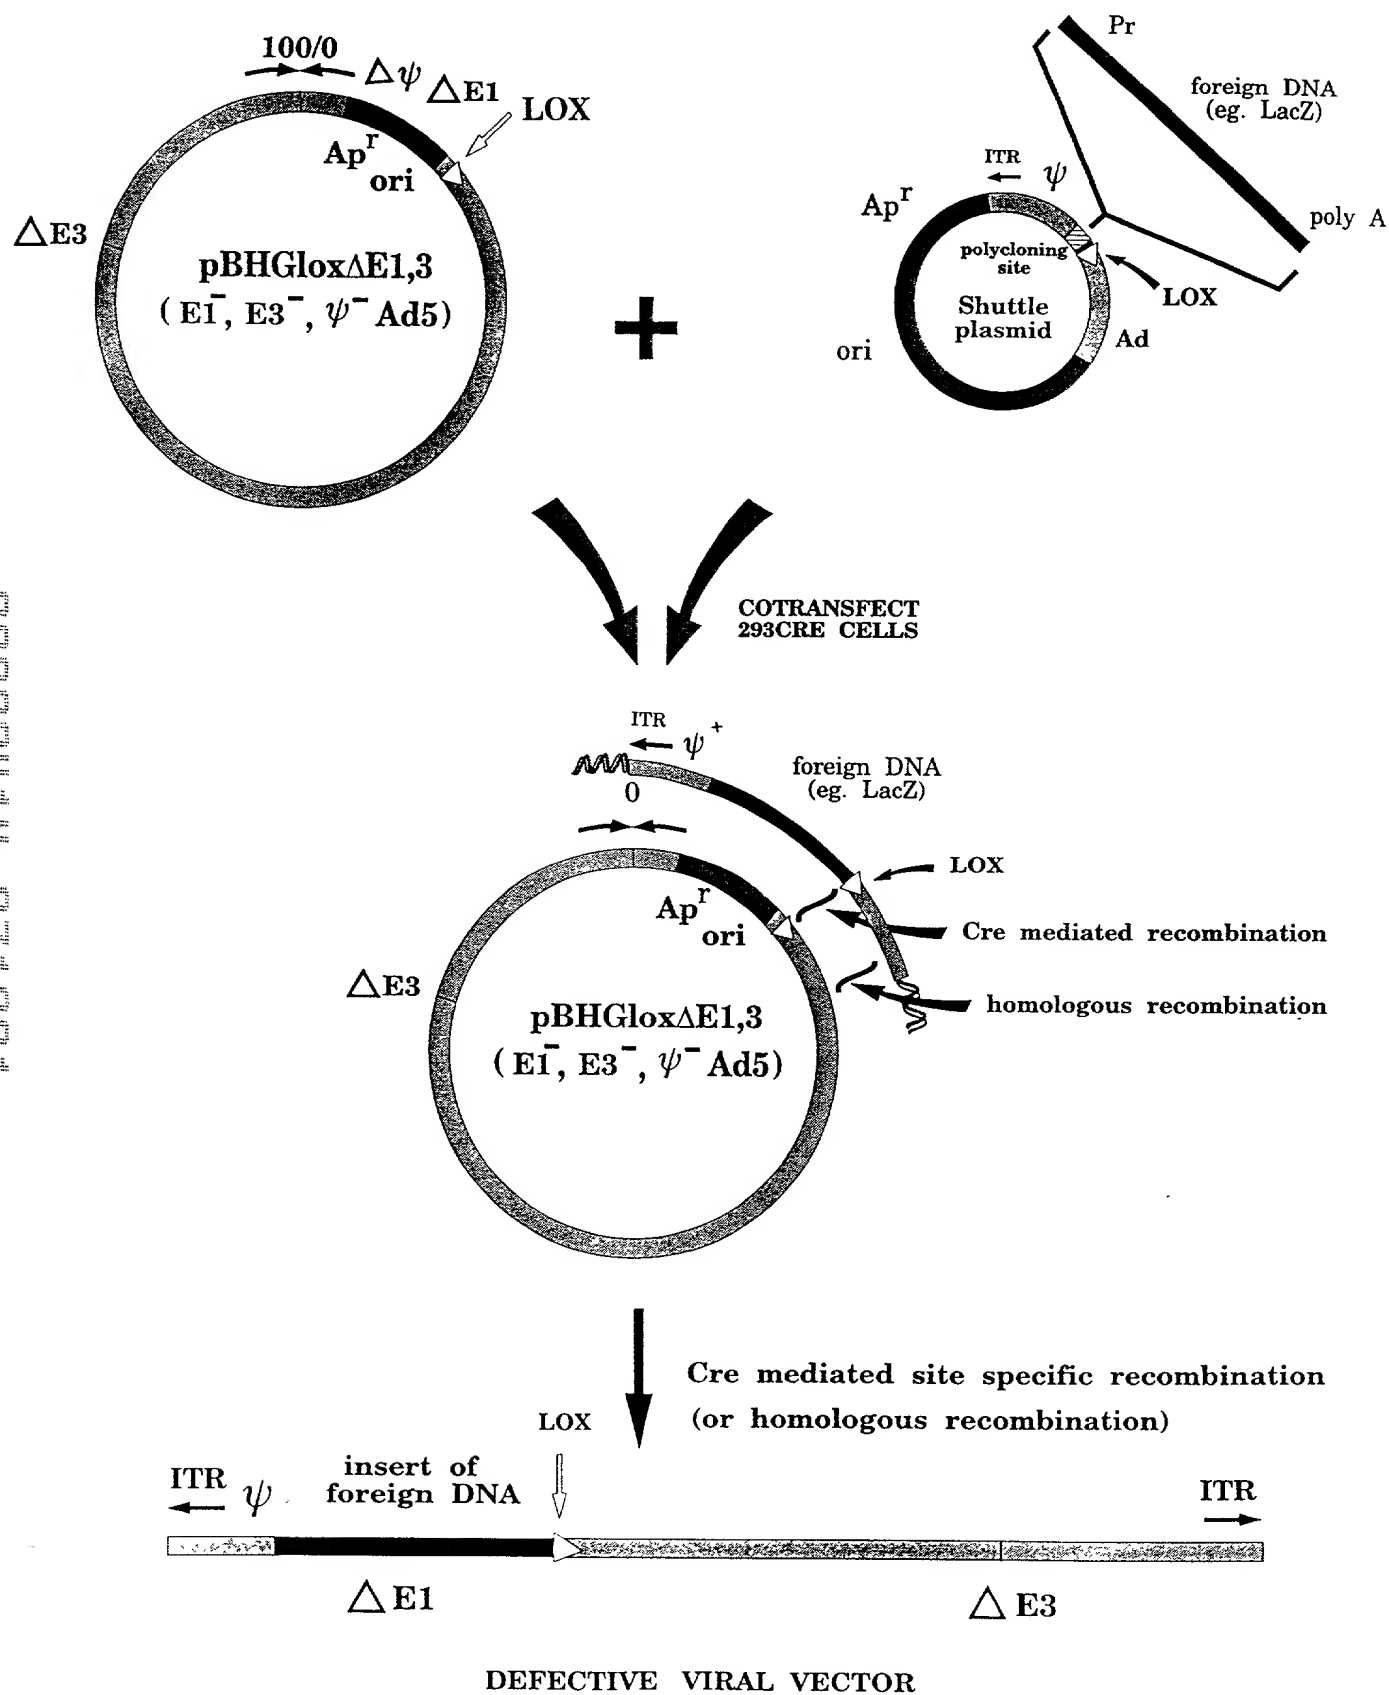 100/0
Δψ
ΔE1
LOX
Apʳ
ori
ΔE3
pBHGloxΔE1,3
(E1⁻, E3⁻, ψ⁻ Ad5)
+
Pr
foreign DNA
(eg. LacZ)
poly A
ITR
ψ
Apʳ
polycloning
site
LOX
Shuttle
plasmid
Ad
ori
COTRANSFECT
293CRE CELLS
ITR
ψ⁺
0
foreign DNA
(eg. LacZ)
LOX
Apʳ
ori
Cre mediated recombination
ΔE3
homologous recombination
pBHGloxΔE1,3
(E1⁻, E3⁻, ψ⁻ Ad5)
Cre mediated site specific recombination
(or homologous recombination)
LOX
ITR
ψ
insert of
foreign DNA
ITR
Δ E1
Δ E3
DEFECTIVE VIRAL VECTOR